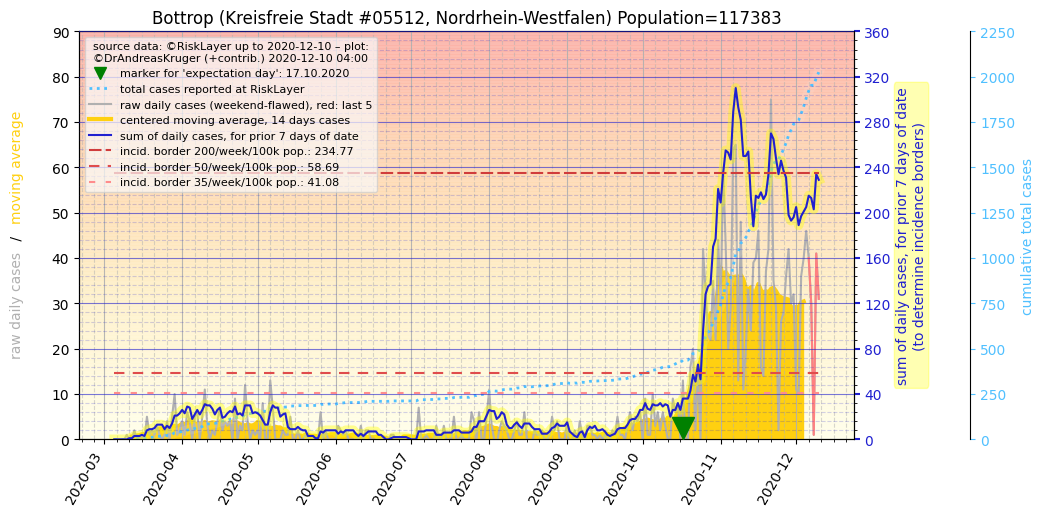 Bottrop (Kreisfreie Stadt #05512, Nordrhein-Westfalen) Population=117383
source data: ©RiskLayer up to 2020-12-10 – plot:
©DrAndreasKruger (+contrib.) 2020-12-10 04:00
marker for 'expectation day': 17.10.2020
total cases reported at RiskLayer
raw daily cases (weekend-flawed), red: last 5
centered moving average, 14 days cases
sum of daily cases, for prior 7 days of date
incid. border 200/week/100k pop.: 234.77
incid. border 50/week/100k pop.: 58.69
incid. border 35/week/100k pop.: 41.08
raw daily cases / moving average
90
80
70
60
50
40
30
20
10
0
2020-03
2020-04
2020-05
2020-06
2020-07
2020-08
2020-09
2020-10
2020-11
2020-12
360
320
280
240
200
160
120
80
40
0
sum of daily cases, for prior 7 days of date
(to determine incidence borders)
2250
2000
1750
1500
1250
1000
750
500
250
0
cumulative total cases